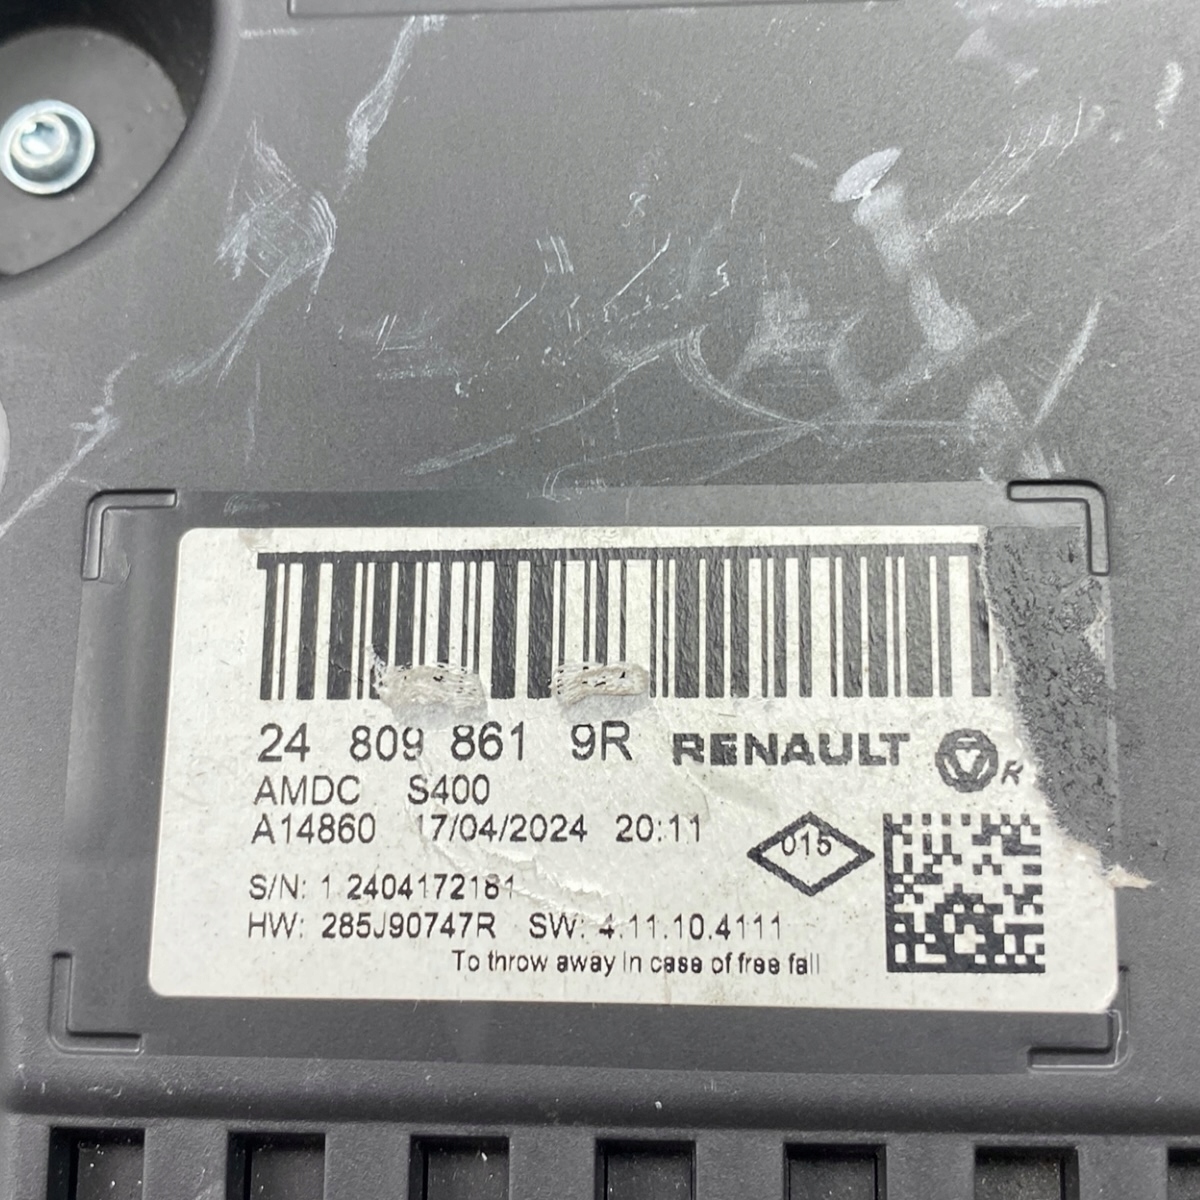 24 809 861 9R RENAULT
R
AMDC S400
A14860 17/04/2024 20:11
015
S/N: 1 2404172181
HW: 285J90747R SW: 4.11.10.4111
To throw away in case of free fall